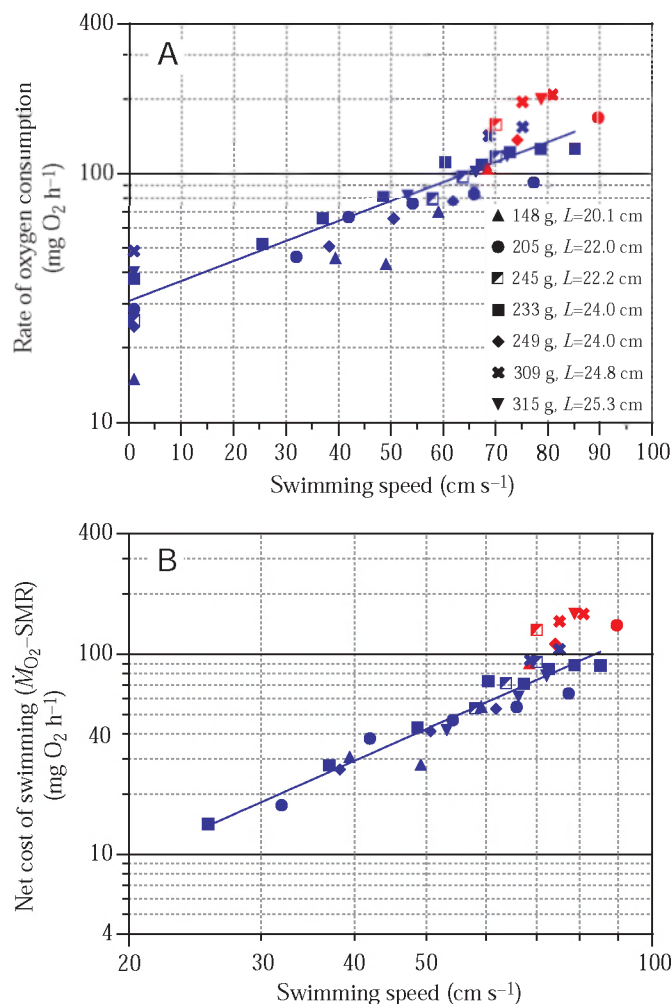 400
A
100
10
Rate of oxygen consumption
(mg O₂ h⁻¹)
148 g, L=20.1 cm
205 g, L=22.0 cm
245 g, L=22.2 cm
233 g, L=24.0 cm
249 g, L=24.0 cm
309 g, L=24.8 cm
315 g, L=25.3 cm
0 10 20 30 40 50 60 70 80 90 100
Swimming speed (cm s⁻¹)
400
B
100
40
10
4
Net cost of swimming (ṀO₂–SMR)
(mg O₂ h⁻¹)
20 30 40 50 60 70 80 100
Swimming speed (cm s⁻¹)